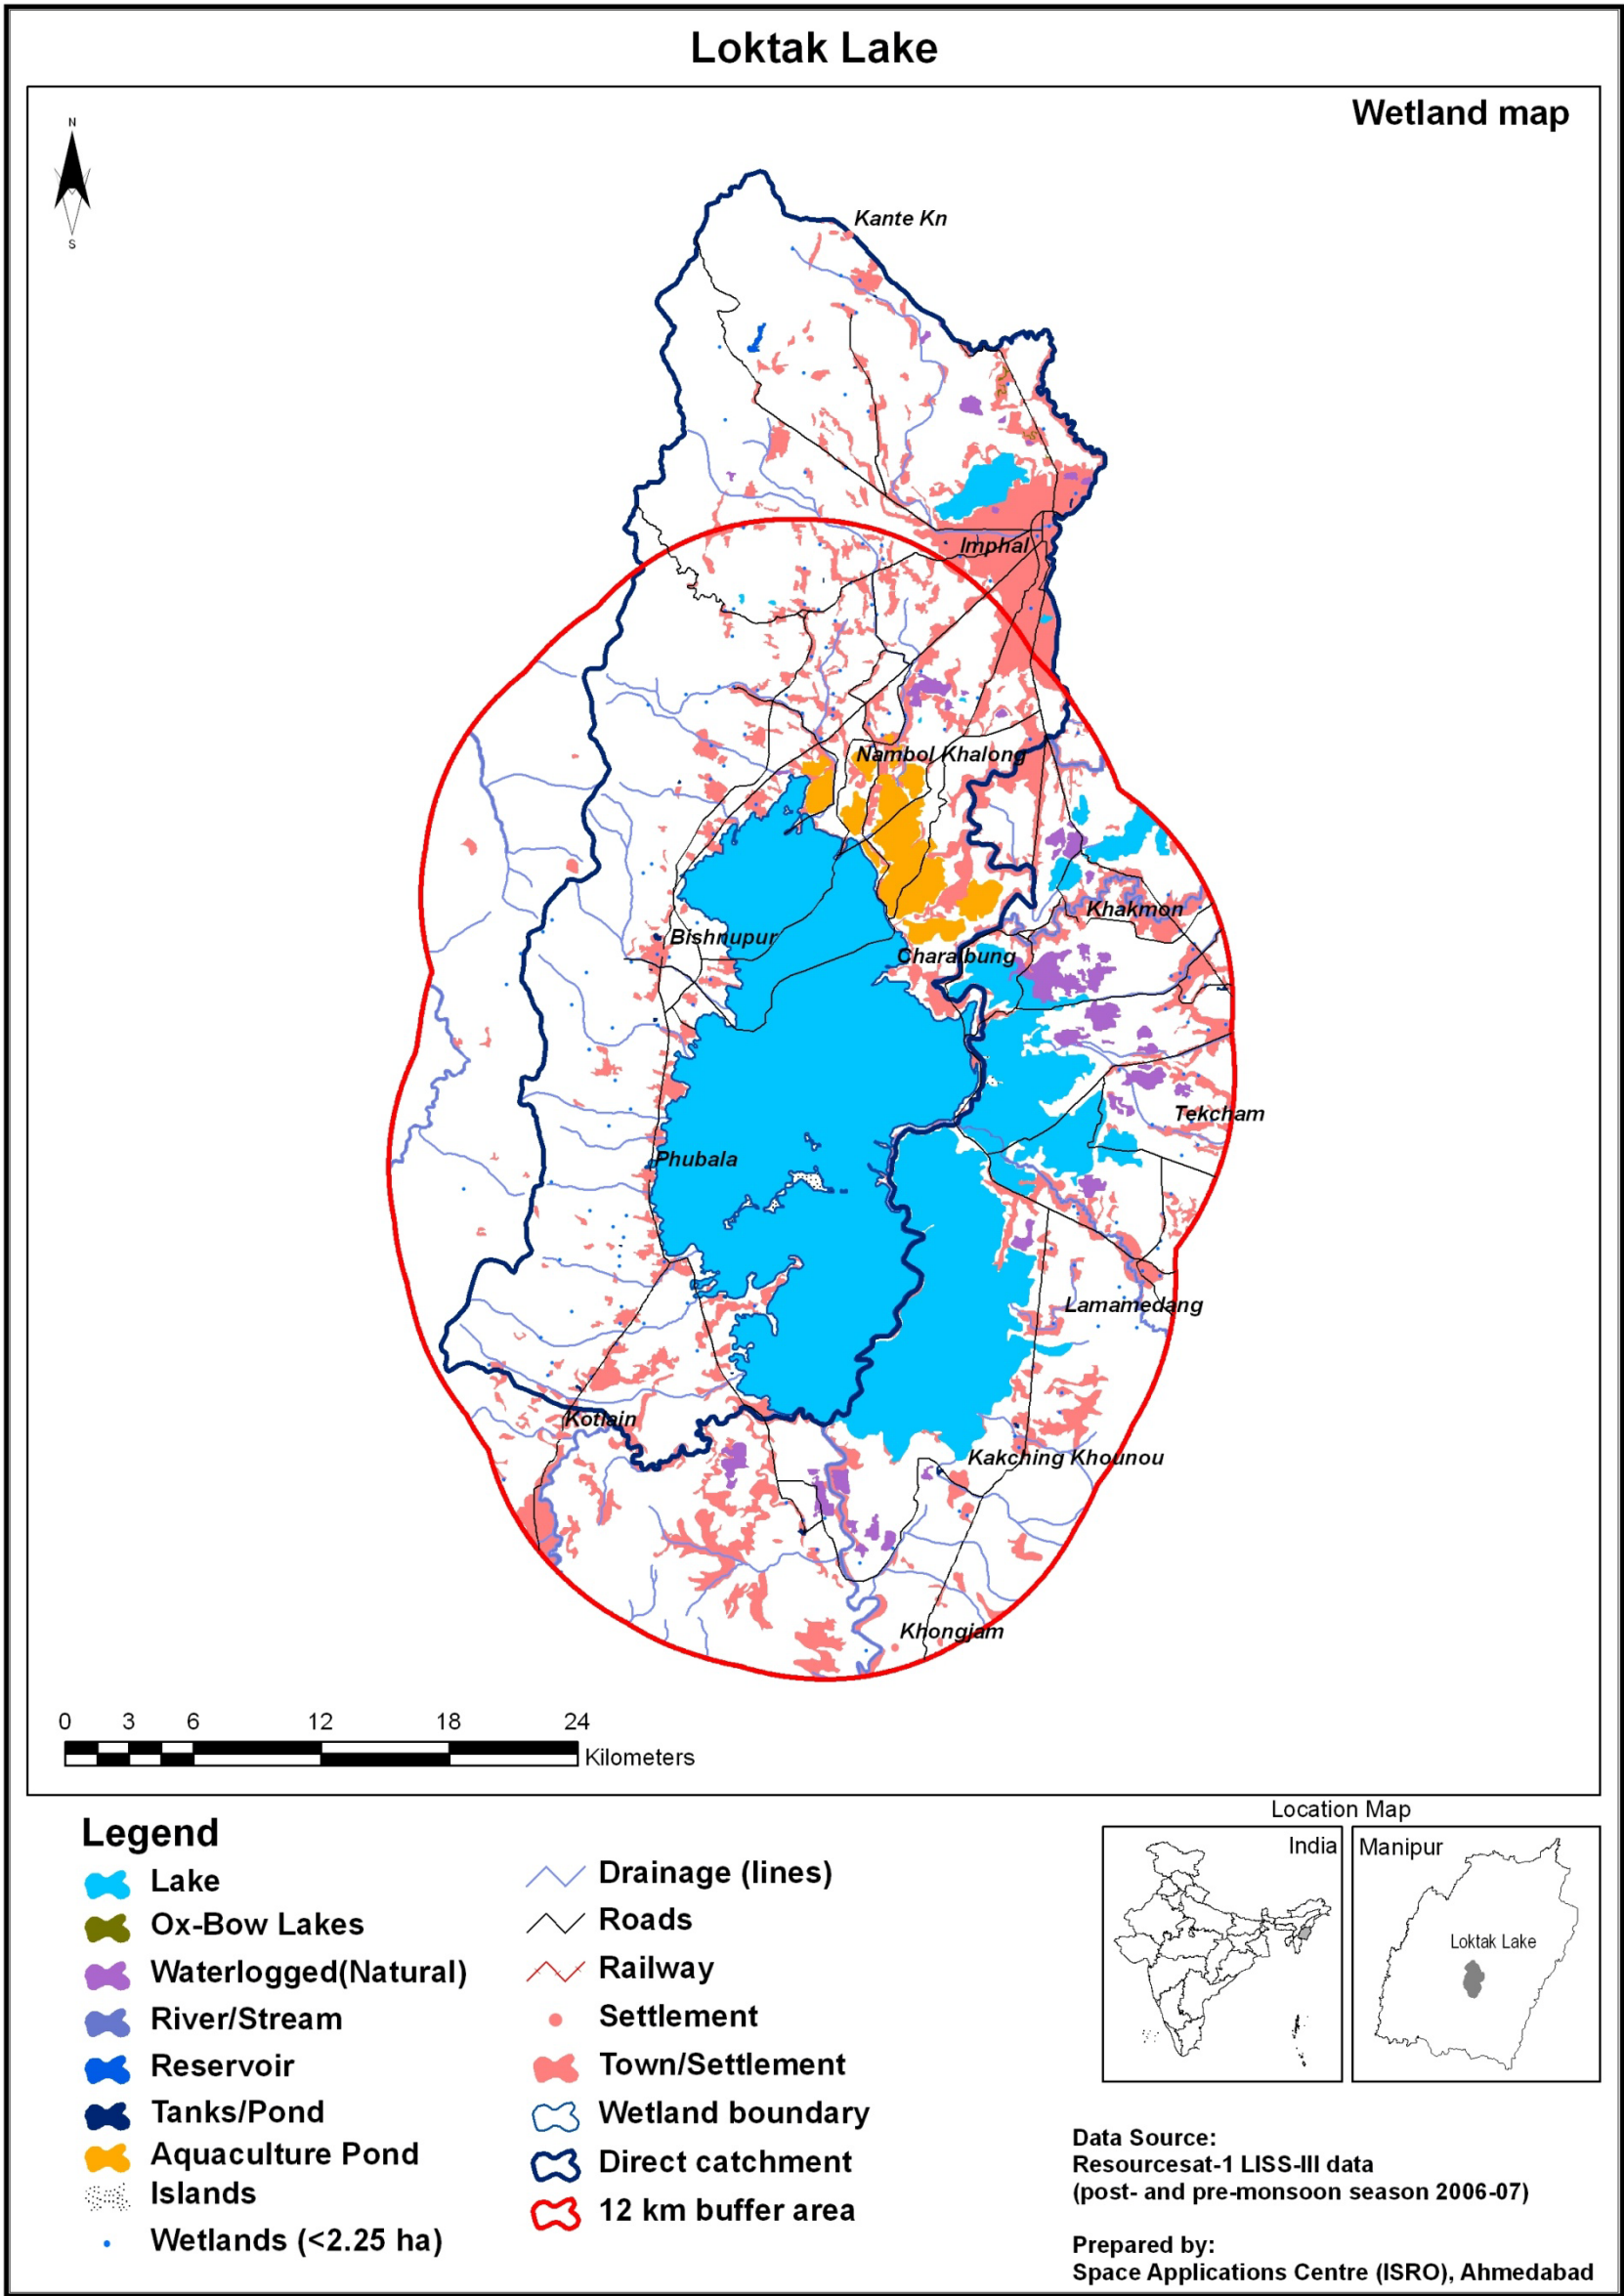 Loktak Lake
Wetland map
N
S
Kante Kn
Imphal
Nambol Khalong
Khakmon
Bishnupur
Charalbung
Tekcham
Phubala
Lamamedang
Kotlain
Kakching Khounou
Khongjam
0 3 6 12 18 24
Kilometers
Legend
Lake
Ox-Bow Lakes
Waterlogged(Natural)
River/Stream
Reservoir
Tanks/Pond
Aquaculture Pond
Islands
Wetlands (<2.25 ha)
Drainage (lines)
Roads
Railway
Settlement
Town/Settlement
Wetland boundary
Direct catchment
12 km buffer area
Location Map
India
Manipur
Loktak Lake
Data Source:
Resourcesat-1 LISS-III data
(post- and pre-monsoon season 2006-07)
Prepared by:
Space Applications Centre (ISRO), Ahmedabad